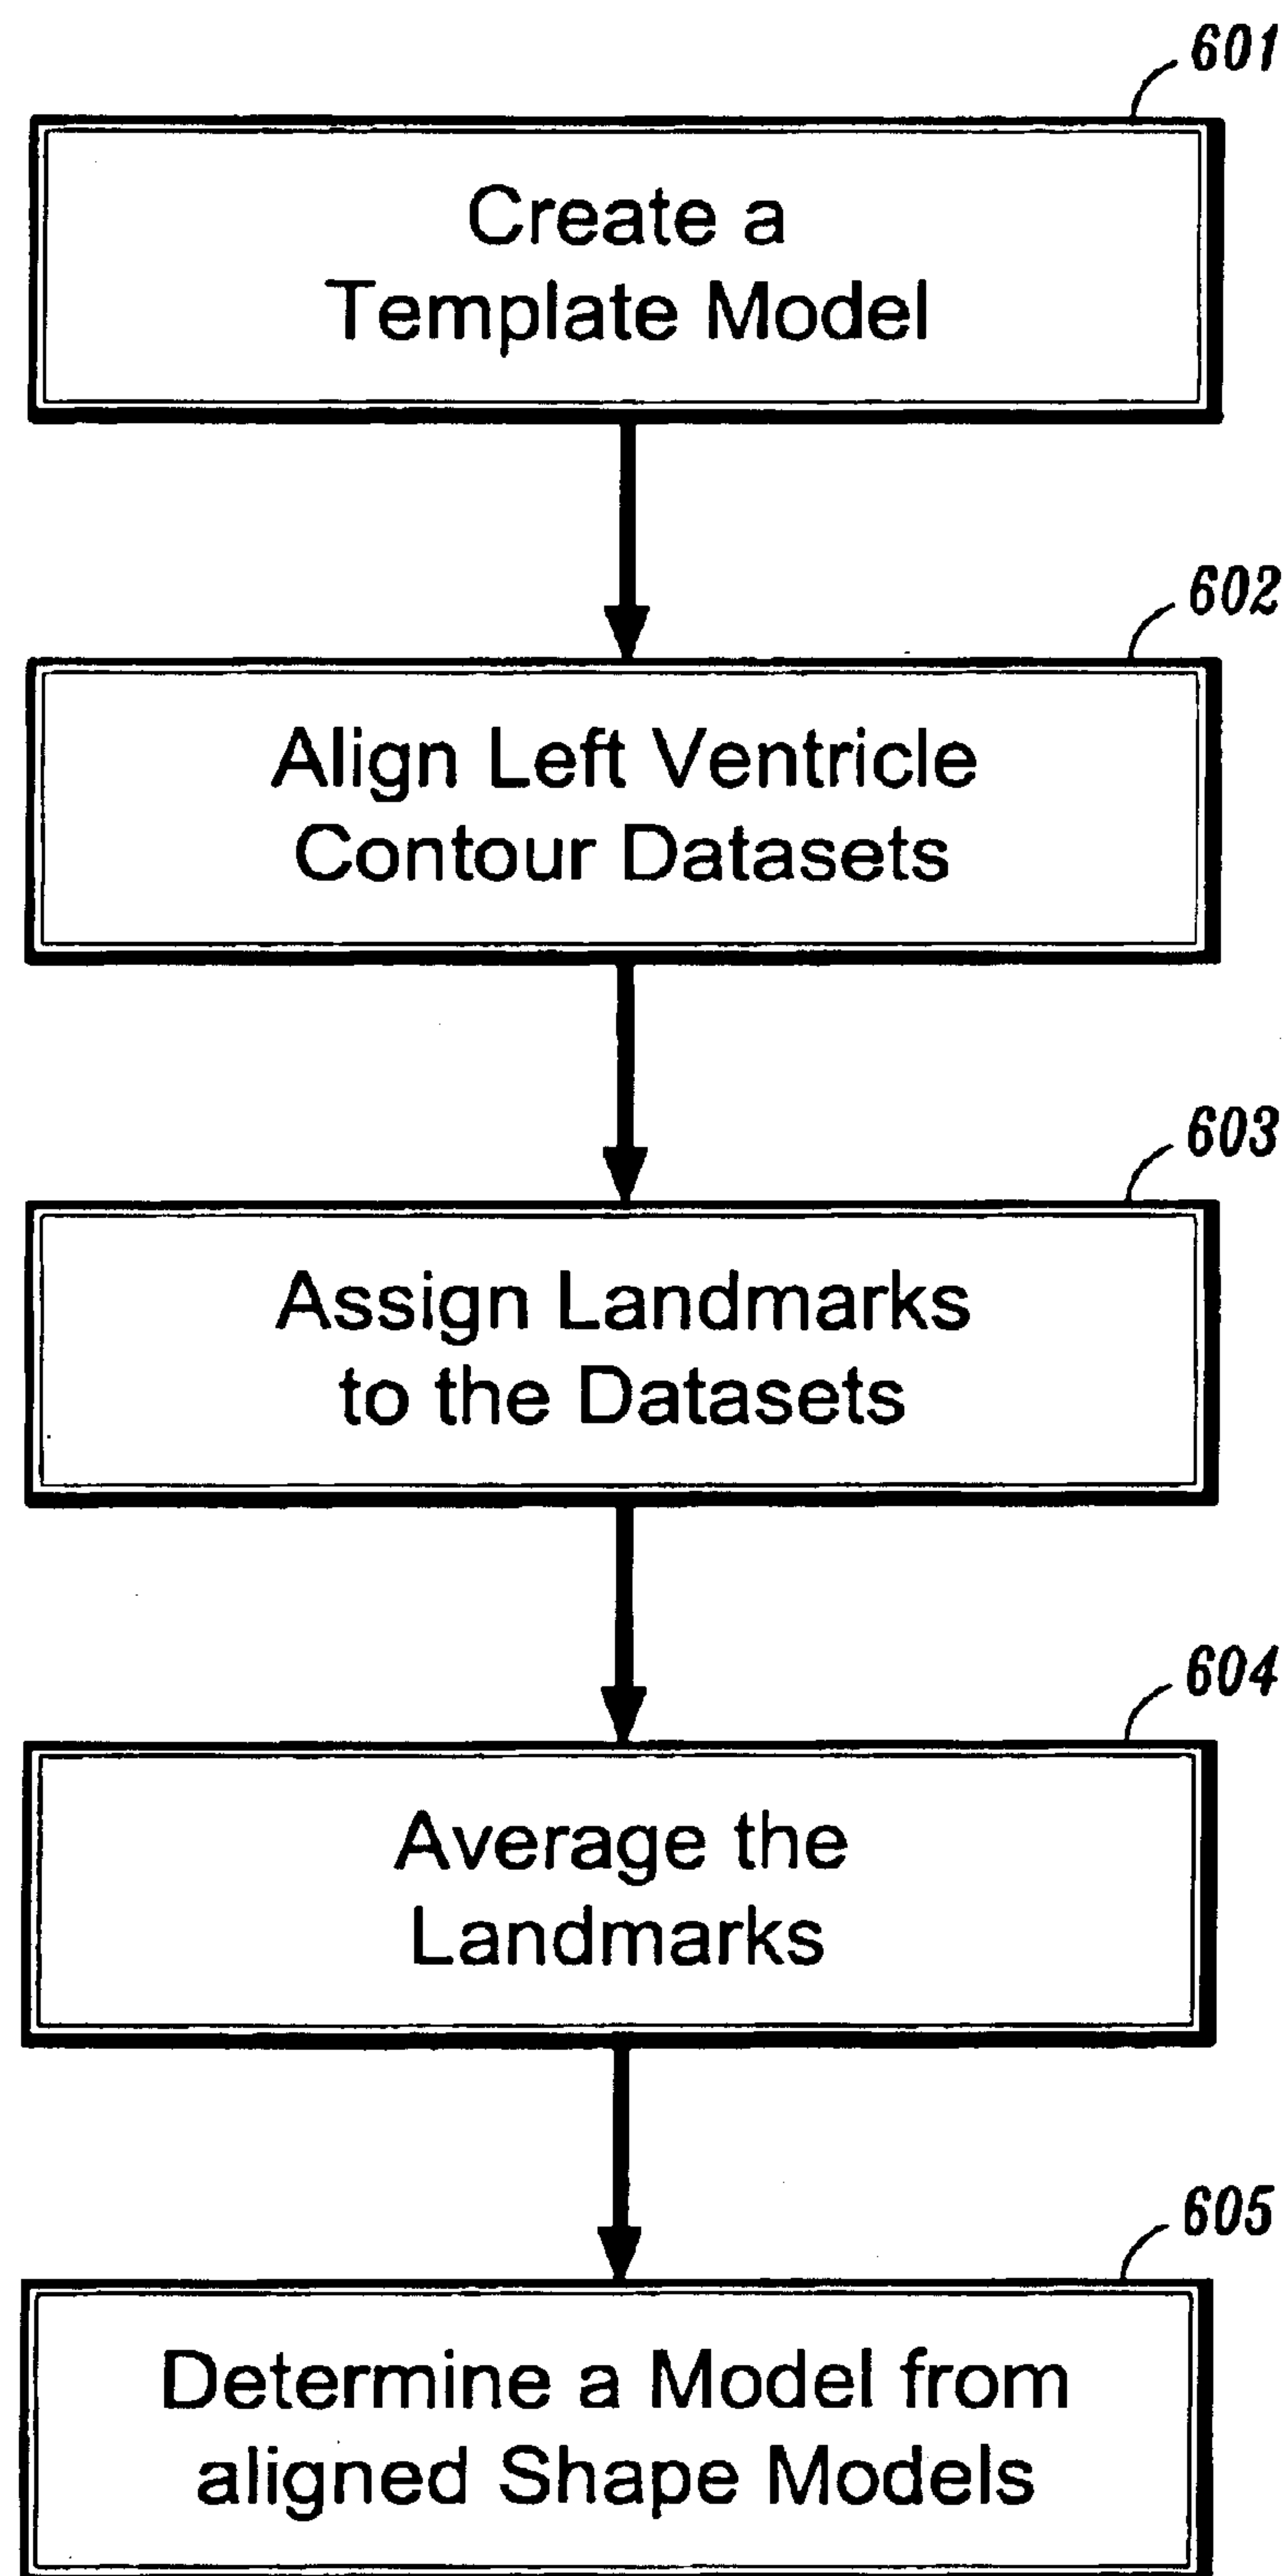 601
Create a
Template Model
602
Align Left Ventricle
Contour Datasets
603
Assign Landmarks
to the Datasets
604
Average the
Landmarks
605
Determine a Model from
aligned Shape Models